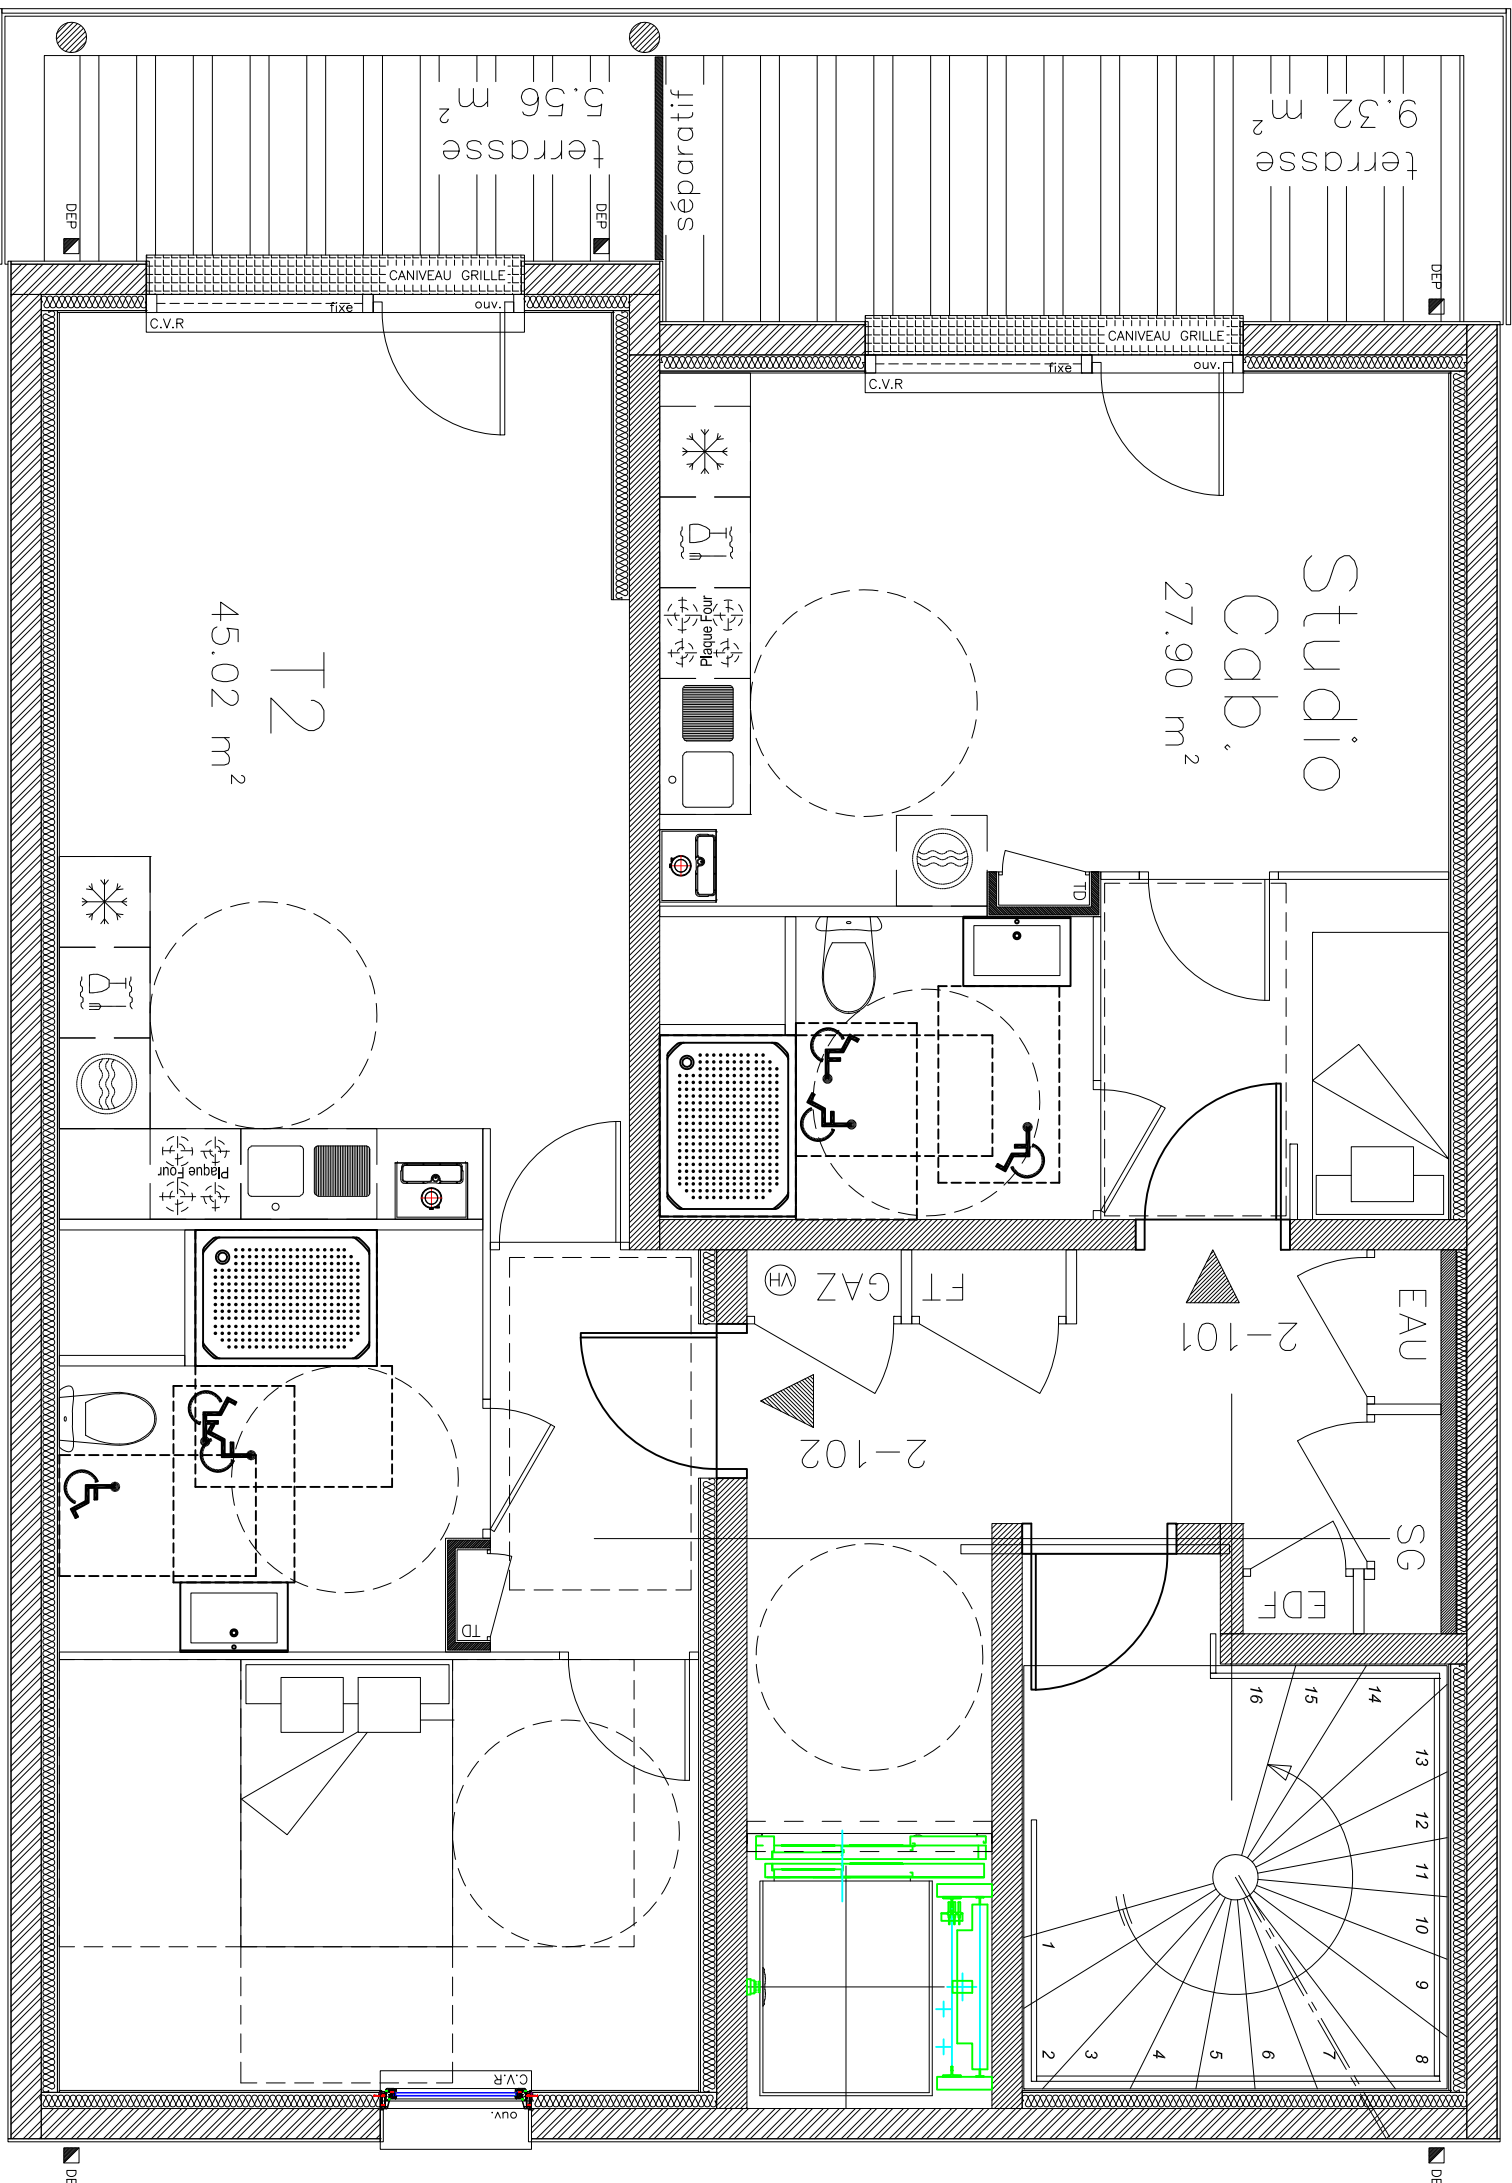 terrasse
5.56 m²
séparatif
terrasse
9.32 m²
DEP
DEP
DEP
CANIVEAU GRILLE
fixe
ouv.
C.V.R
CANIVEAU GRILLE
fixe
ouv.
C.V.R
Studio
Cab.
27.90 m²
Plaque Four
TD
T2
45.02 m²
Plaque Four
TD
GAZ
VH
FT
2-101
2-102
EAU
SG
EDF
16
15
14
13
12
11
10
9
8
7
6
5
4
3
2
1
C.V.R
ouv.
DE
DE